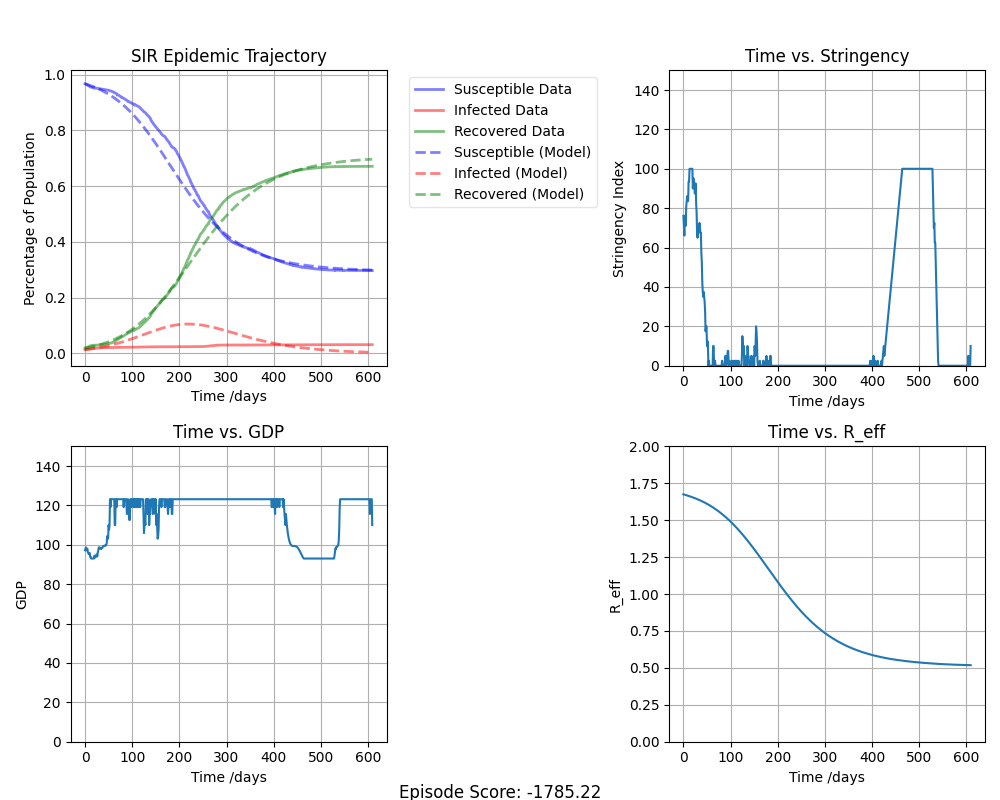 SIR Epidemic Trajectory
1.0
0.8
0.6
0.4
0.2
0.0
Percentage of Population
0 100 200 300 400 500 600
Time /days
Susceptible Data
Infected Data
Recovered Data
Susceptible (Model)
Infected (Model)
Recovered (Model)
Time vs. Stringency
140
120
100
80
60
40
20
0
Stringency Index
0 100 200 300 400 500 600
Time /days
Time vs. GDP
140
120
100
80
60
40
20
0
GDP
0 100 200 300 400 500 600
Time /days
Time vs. R_eff
2.00
1.75
1.50
1.25
1.00
0.75
0.50
0.25
0.00
R_eff
0 100 200 300 400 500 600
Time /days
Episode Score: -1785.22